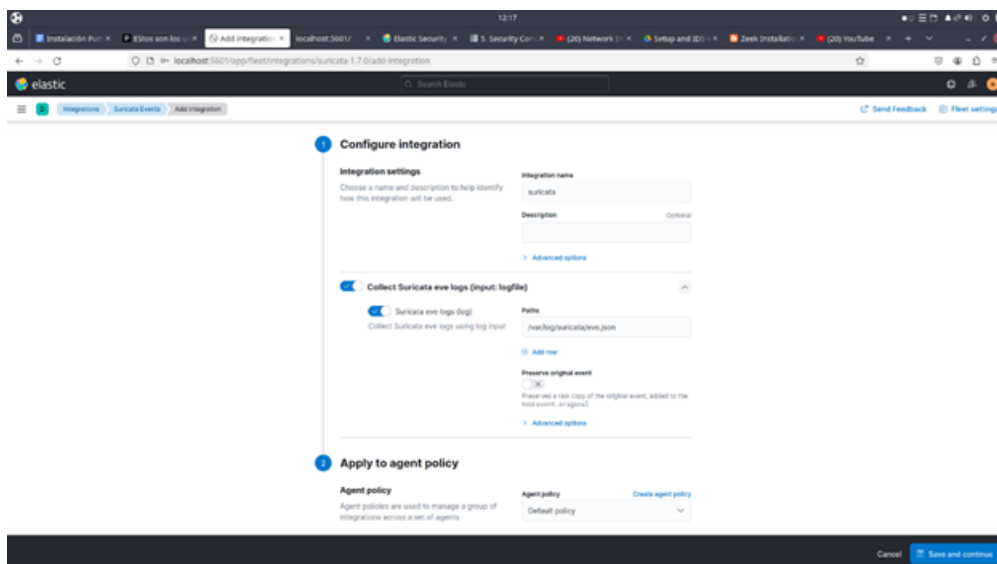 12:17
Instalación Pur
EStos son los u
Add integration
localhost:5601/
Elastic Security
5. Security Con
(20) Network In
Setup and IDS
Zeek Installatio
(20) YouTube
localhost:5601/app/fleet/integrations/suricata-1.7.0/add-integration
elastic
Search Elastic
Integrations
Suricata Events
Add integration
Send Feedback
Fleet settings
1
Configure integration
Integration settings
Choose a name and description to help identify
how this integration will be used.
Integration name
suricata
Description
Optional
Advanced options
Collect Suricata eve logs (input: logfile)
Suricata eve logs (log)
Collect Suricata eve logs using log input
Paths
/var/log/suricata/eve.json
Add row
Preserve original event
Preserves a raw copy of the original event, added to the
field event.original
Advanced options
2
Apply to agent policy
Agent policy
Agent policies are used to manage a group of
integrations across a set of agents
Agent policy
Create agent policy
Default policy
Cancel
Save and continue